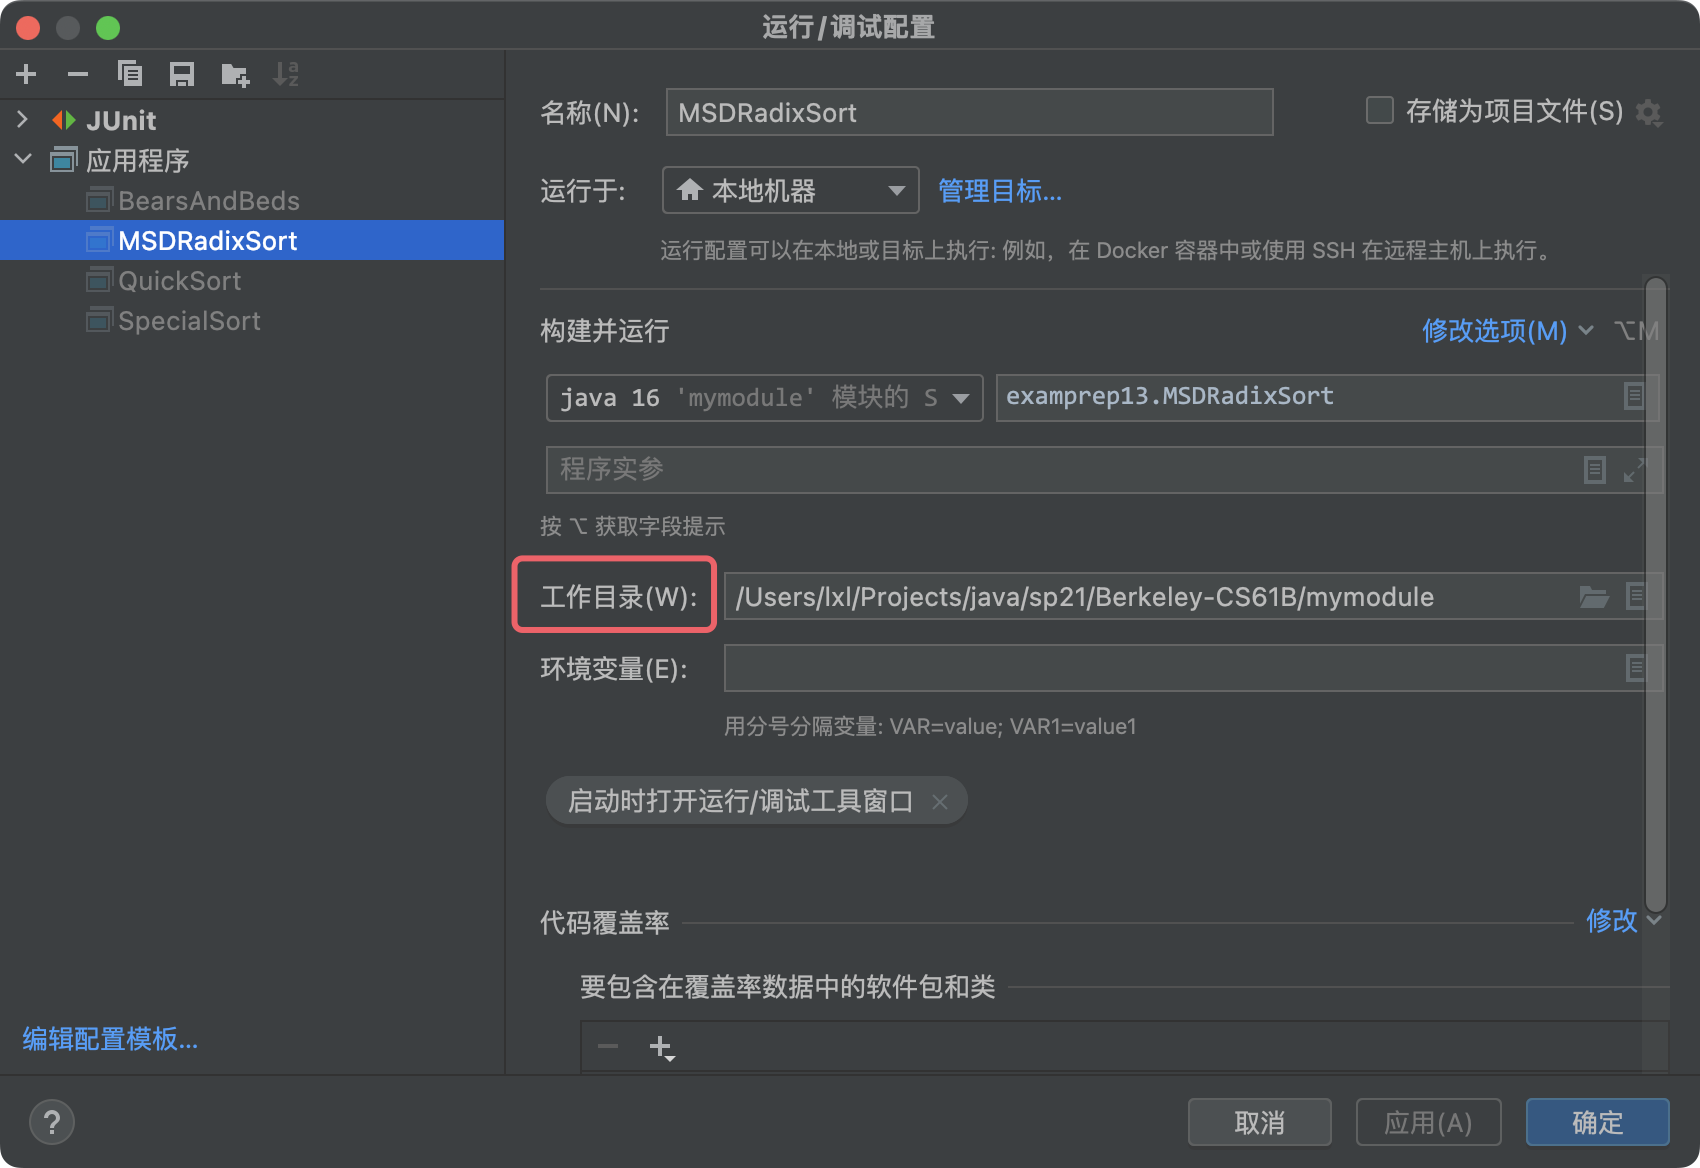 运行/调试配置
JUnit
应用程序
BearsAndBeds
MSDRadixSort
QuickSort
SpecialSort
编辑配置模板...
名称(N):
MSDRadixSort
存储为项目文件(S)
运行于:
本地机器
管理目标...
运行配置可以在本地或目标上执行: 例如，在 Docker 容器中或使用 SSH 在远程主机上执行。
构建并运行
修改选项(M)
⌥M
java 16 'mymodule' 模块的 S
examprep13.MSDRadixSort
程序实参
按 ⌥ 获取字段提示
工作目录(W):
/Users/lxl/Projects/java/sp21/Berkeley-CS61B/mymodule
环境变量(E):
用分号分隔变量: VAR=value; VAR1=value1
启动时打开运行/调试工具窗口
代码覆盖率
修改
要包含在覆盖率数据中的软件包和类
?
取消
应用(A)
确定